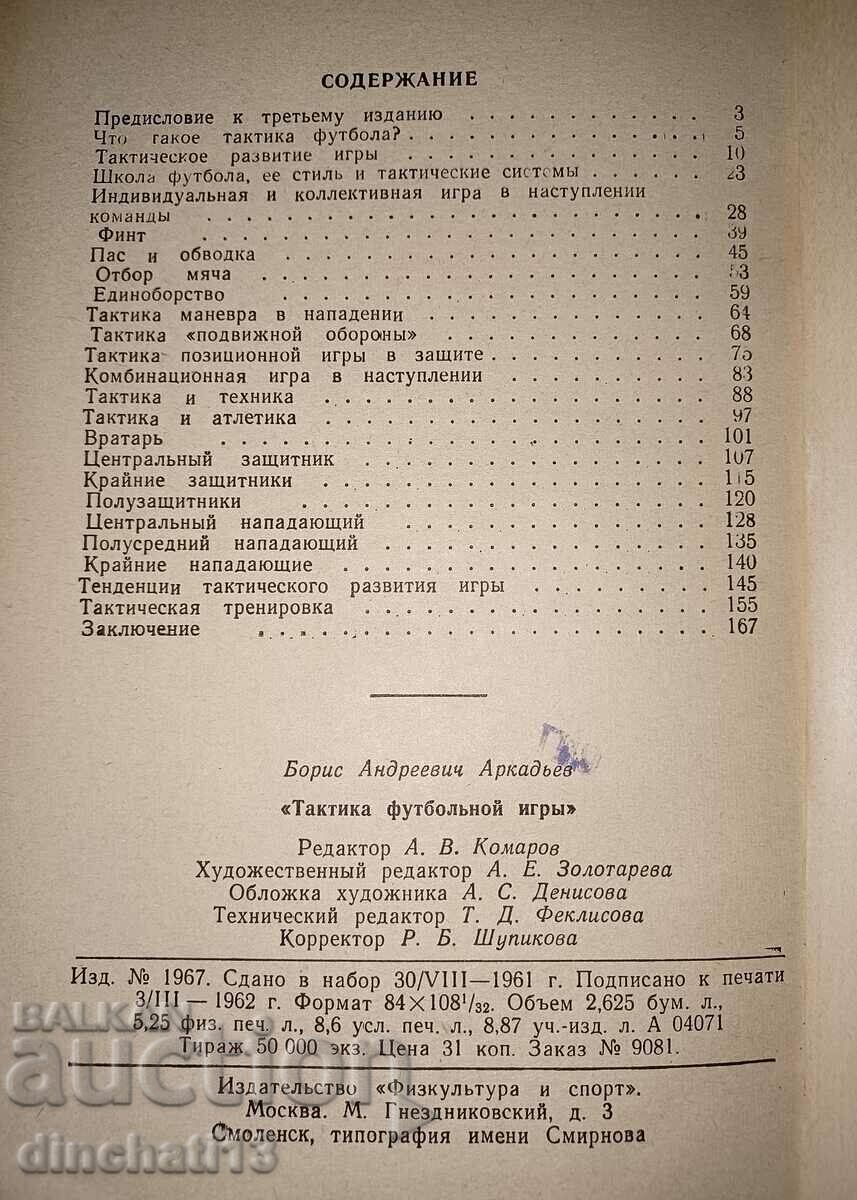 СОДЕРЖАНИЕ
Предисловие к третьему изданию . . . . . . . . . . . . 3
Что гакое тактика футбола? . . . . . . . . . . . . . . 5
Тактическое развитие игры . . . . . . . . . . . . . . 10
Школа футбола, ее стиль и тактические системы . . . . . . 23
Индивидуальная и коллективная игра в наступлении
команды . . . . . . . . . . . . . . . . . . . . . . 28
Финт . . . . . . . . . . . . . . . . . . . . . . . 39
Пас и обводка . . . . . . . . . . . . . . . . . . . 45
Отбор мяча . . . . . . . . . . . . . . . . . . . . 53
Единоборство . . . . . . . . . . . . . . . . . . . 59
Тактика маневра в нападении . . . . . . . . . . . . . 64
Тактика «подвижной обороны» . . . . . . . . . . . . . 68
Тактика позиционной игры в защите . . . . . . . . . . . 75
Комбинационная игра в наступлении . . . . . . . . . . 83
Тактика и техника . . . . . . . . . . . . . . . . . 88
Тактика и атлетика . . . . . . . . . . . . . . . . . 97
Вратарь . . . . . . . . . . . . . . . . . . . . . . 101
Центральный защитник . . . . . . . . . . . . . . . . 107
Крайние защитники . . . . . . . . . . . . . . . . . 115
Полузащитники . . . . . . . . . . . . . . . . . . . 120
Центральный нападающий . . . . . . . . . . . . . . 128
Полусредний нападающий . . . . . . . . . . . . . . 135
Крайние нападающие . . . . . . . . . . . . . . . . 140
Тенденции тактического развития игры . . . . . . . . . 145
Тактическая тренировка . . . . . . . . . . . . . . . 155
Заключение . . . . . . . . . . . . . . . . . . . . 167
Борис Андреевич Аркадьев
«Тактика футбольной игры»
Редактор А. В. Комаров
Художественный редактор А. Е. Золотарева
Обложка художника А. С. Денисова
Технический редактор Т. Д. Феклисова
Корректор Р. Б. Шупикова
Изд. № 1967. Сдано в набор 30/VIII—1961 г. Подписано к печати
3/III — 1962 г. Формат 84×108¹/₃₂. Объем 2,625 бум. л.,
5,25 физ. печ. л., 8,6 усл. печ. л., 8,87 уч.-изд. л. А 04071
Тираж 50 000 экз. Цена 31 коп. Заказ № 9081.
Издательство «Физкультура и спорт».
Москва. М. Гнездниковский, д. 3
Смоленск, типография имени Смирнова
BALKAN
auction
dinchati13